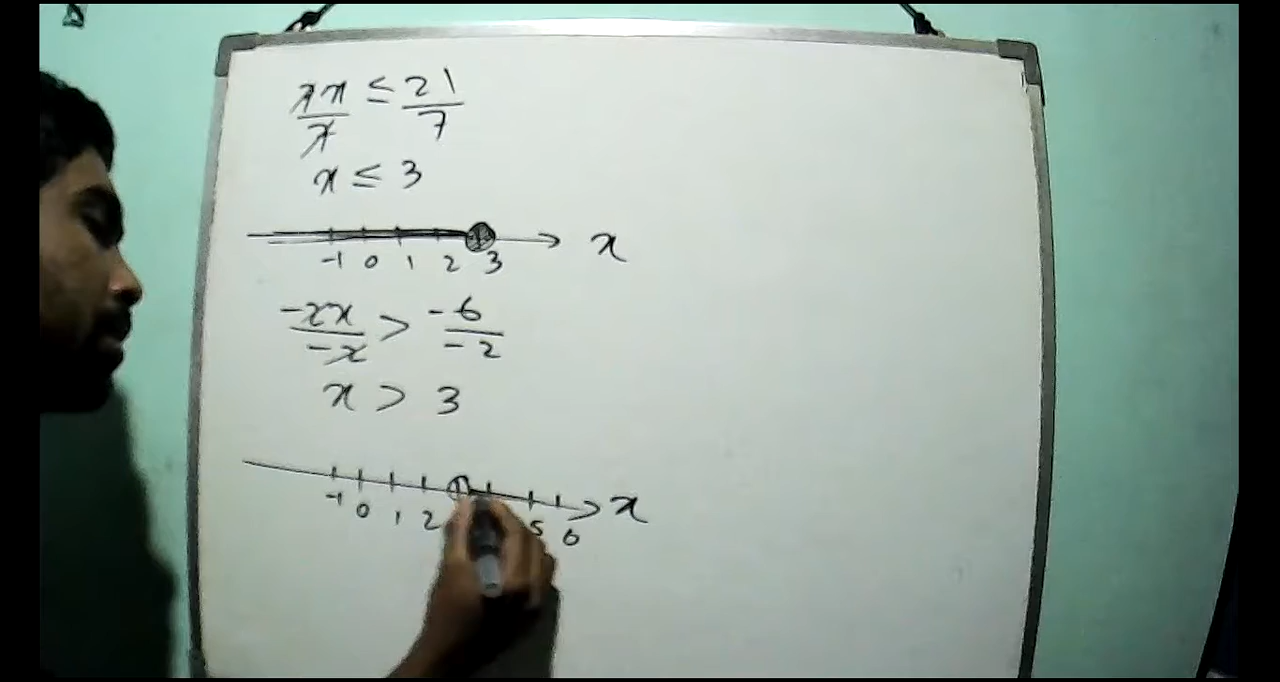 7x/7 ≤ 21/7
x ≤ 3
x
-1 0 1 2 3
-2x/-2 > -6/-2
x > 3
x
-1 0 1 2 5 6